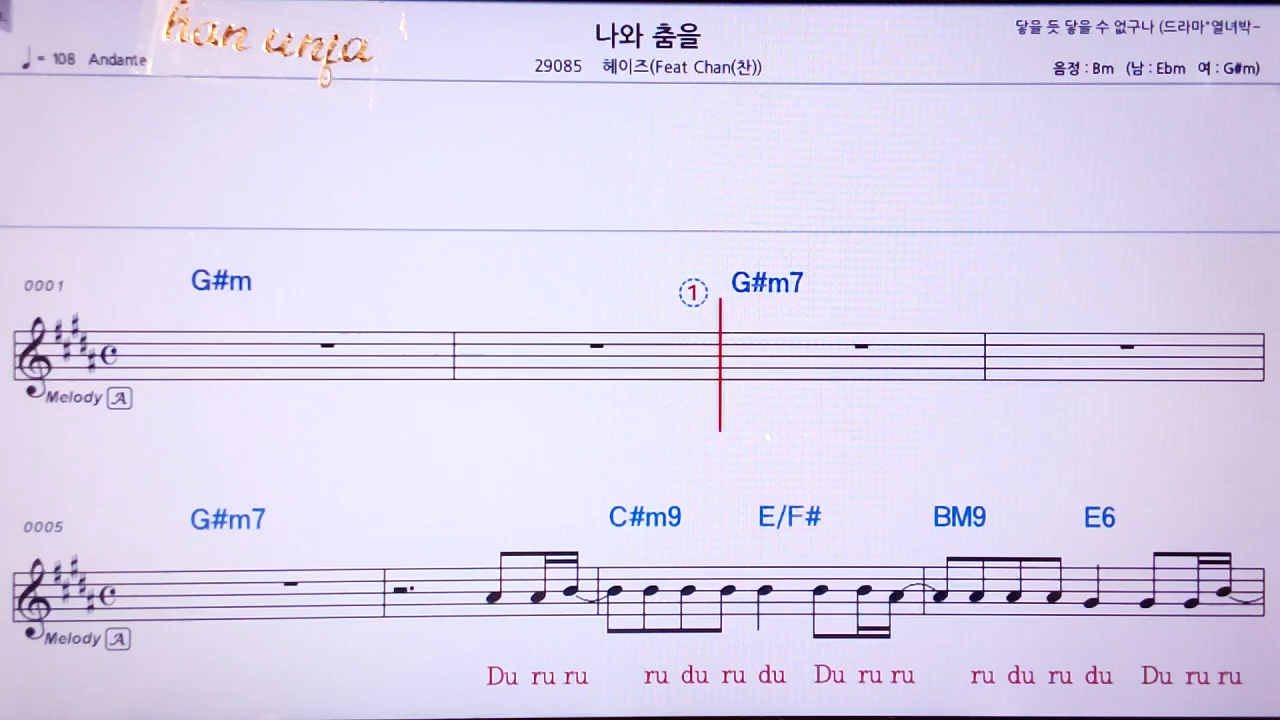 han unja
나와 춤을
닿을 듯 닿을 수 없구나 (드라마"열녀박-
♩= 108 Andante
29085 헤이즈(Feat Chan(찬))
음정 : Bm (남 : Ebm 여 : G#m)
0001 G#m 1 G#m7
Melody A
0005 G#m7 C#m9 E/F# BM9 E6
Melody A
Du ru ru ru du ru du Du ru ru ru du ru du Du ru ru